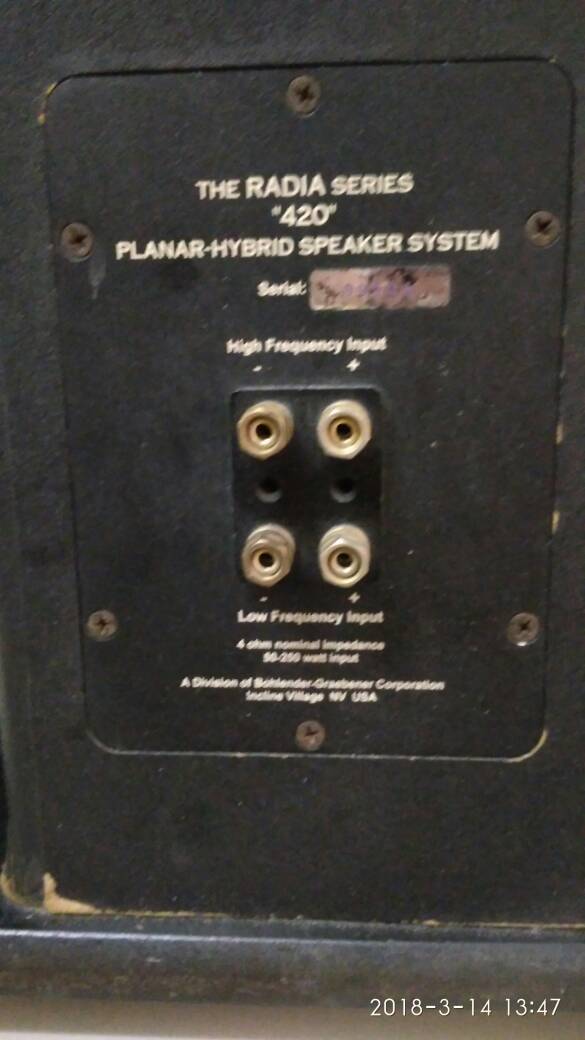 THE RADIA SERIES
"420"
PLANAR-HYBRID SPEAKER SYSTEM
Serial:
High Frequency Input
- +
- +
Low Frequency Input
4 ohm nominal impedance
50-250 watt input
A Division of Bohlender-Graebener Corporation
Incline Village NV USA
2018-3-14 13:47